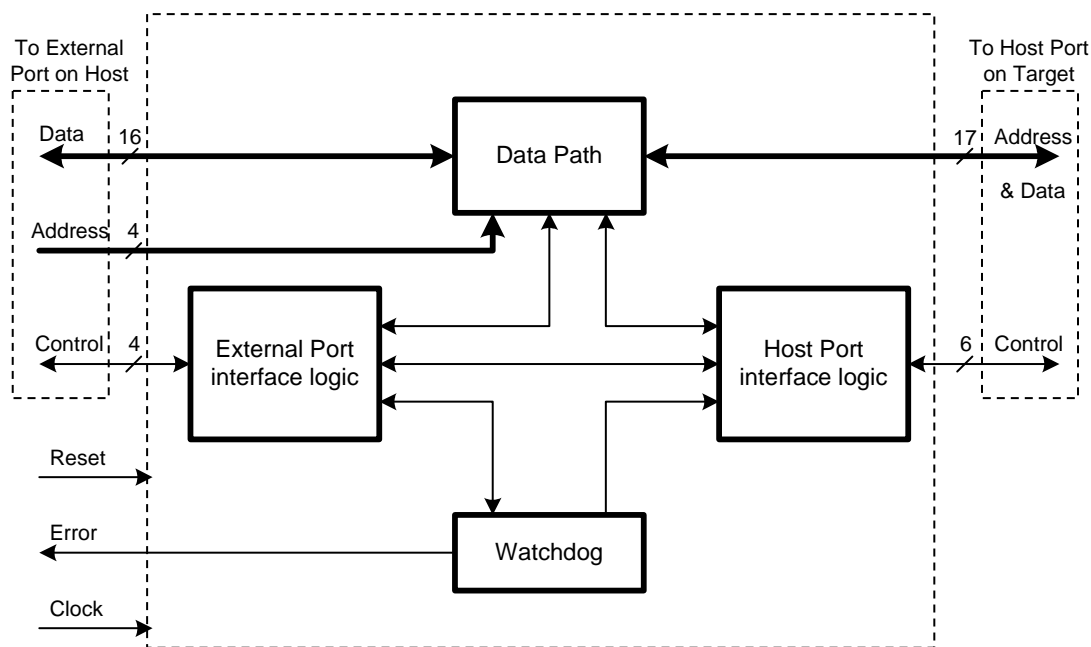 To External
Port on Host
To Host Port
on Target
Data
16
Data Path
17
Address
& Data
Address
4
Control
4
External Port
interface logic
Host Port
interface logic
6
Control
Reset
Error
Watchdog
Clock